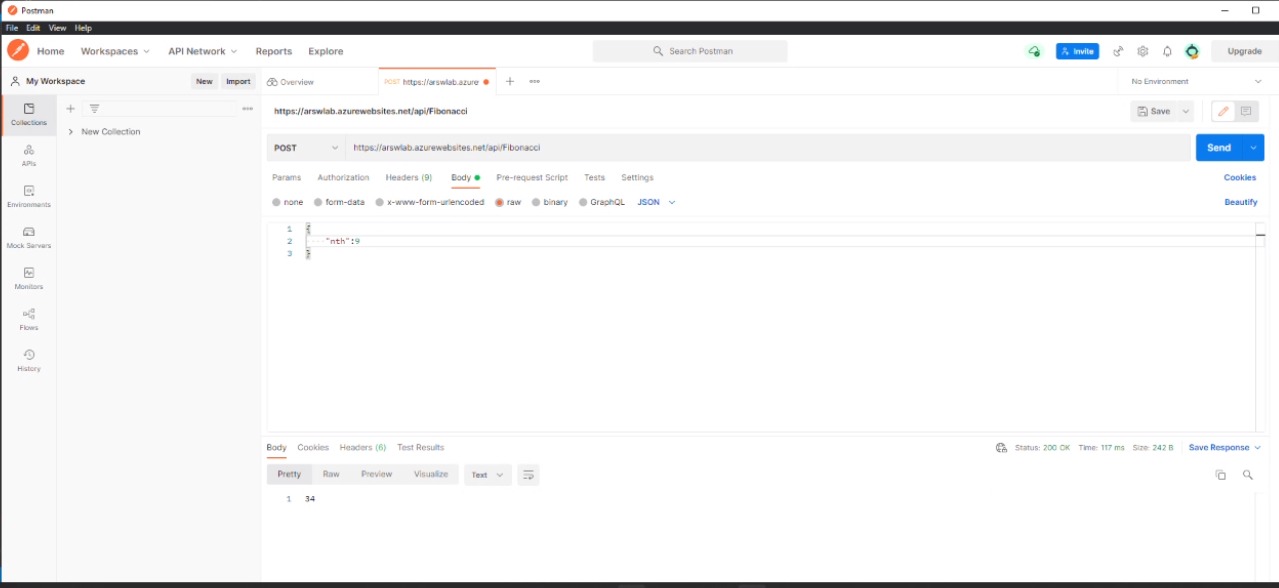 Postman
File Edit View Help
Home Workspaces API Network Reports Explore Search Postman Invite Upgrade
My Workspace New Import Overview POST https://arswlab.azure No Environment
Collections
APIs
Environments
Mock Servers
Monitors
Flows
History
New Collection
https://arswlab.azurewebsites.net/api/Fibonacci Save
POST https://arswlab.azurewebsites.net/api/Fibonacci Send
Params Authorization Headers (9) Body Pre-request Script Tests Settings Cookies
none form-data x-www-form-urlencoded raw binary GraphQL JSON Beautify
1 {
2 "nth":9
3 }
Body Cookies Headers (6) Test Results Status: 200 OK Time: 117 ms Size: 242 B Save Response
Pretty Raw Preview Visualize Text
1 34